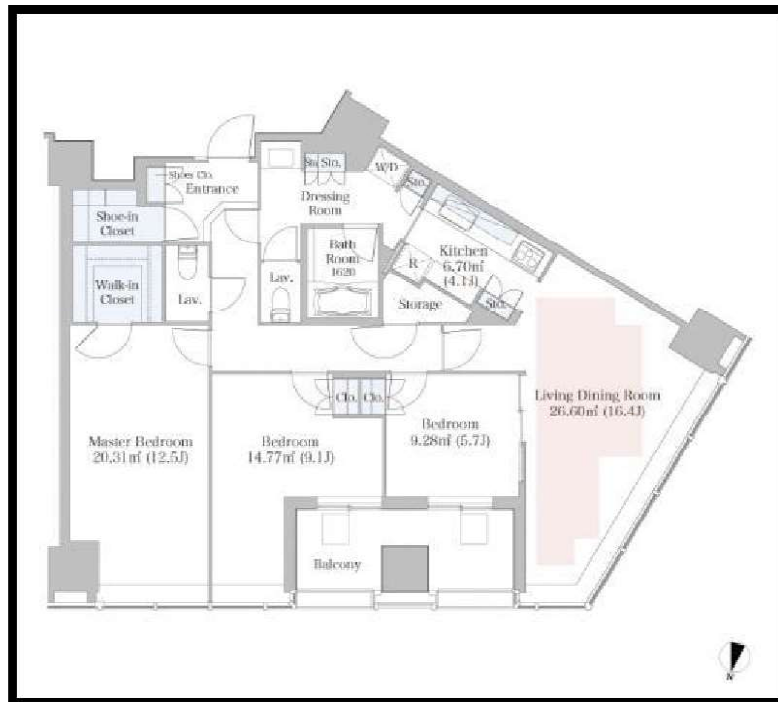 Shoes Clo.
Entrance
Sto.
Sto.
W/D
Sto.
Dressing
Room
Shoe-in
Closet
Bath
Room
1620
Kitchen
6.70㎡
(4.1J)
R
Walk-in
Closet
Lav.
Lav.
Storage
Sto.
Living Dining Room
26.60㎡ (16.4J)
Clo.
Clo.
Master Bedroom
20.31㎡ (12.5J)
Bedroom
14.77㎡ (9.1J)
Bedroom
9.28㎡ (5.7J)
Balcony
N